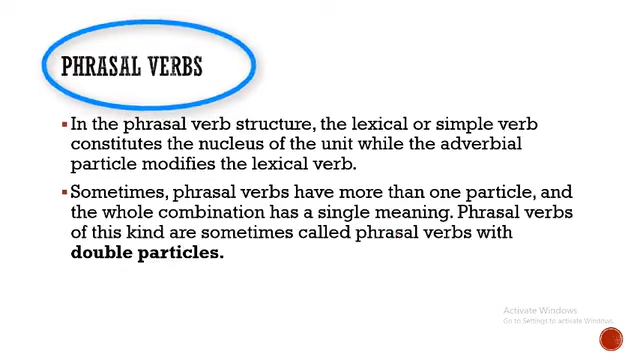 PHRASAL VERBS
▪ In the phrasal verb structure, the lexical or simple verb
constitutes the nucleus of the unit while the adverbial
particle modifies the lexical verb.
▪ Sometimes, phrasal verbs have more than one particle, and
the whole combination has a single meaning. Phrasal verbs
of this kind are sometimes called phrasal verbs with
double particles.
Activate Windows
Go to Settings to activate Windows.